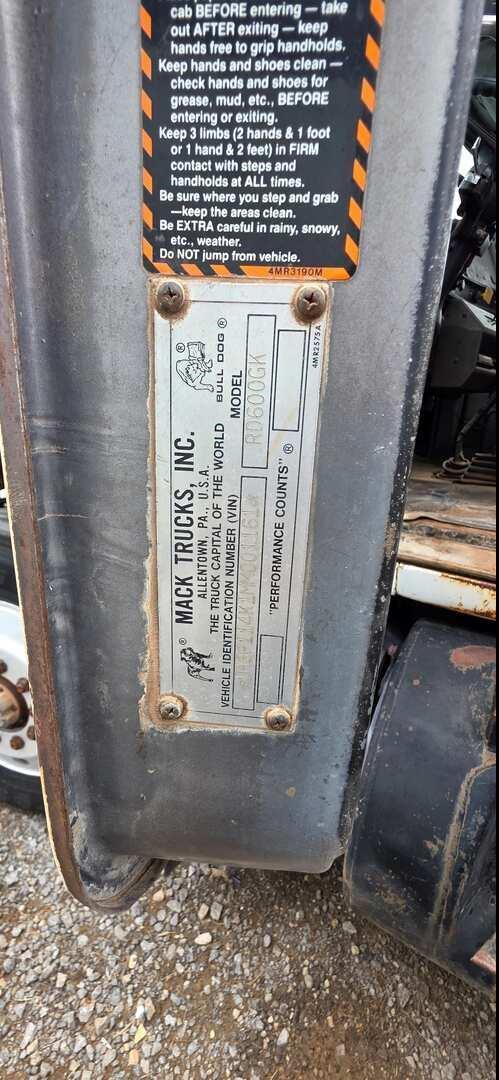 cab BEFORE entering — take
out AFTER exiting — keep
hands free to grip handholds.
Keep hands and shoes clean —
check hands and shoes for
grease, mud, etc., BEFORE
entering or exiting.
Keep 3 limbs (2 hands & 1 foot
or 1 hand & 2 feet) in FIRM
contact with steps and
handholds at ALL times.
Be sure where you step and grab
—keep the areas clean.
Be EXTRA careful in rainy, snowy,
etc., weather.
Do NOT jump from vehicle.
4MR3190M
® ®
MACK TRUCKS, INC.
ALLENTOWN, PA., U.S.A.
THE TRUCK CAPITAL OF THE WORLD
BULL DOG ®
VEHICLE IDENTIFICATION NUMBER (VIN)
MODEL
RD600GK
"PERFORMANCE COUNTS" ®
4MR2575A